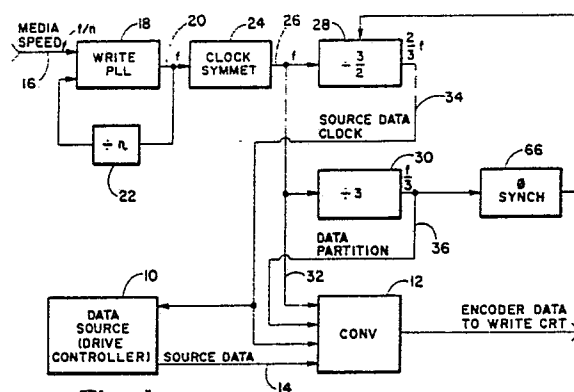 MEDIA
SPEED
f/n
16
18
WRITE
PLL
20
f
24
CLOCK
SYMMET
26
f
28
÷ 3/2
2/3 f
34
SOURCE DATA
CLOCK
÷ n
22
30
÷ 3
f/3
66
Ø
SYNCH
DATA
PARTITION
36
32
10
DATA
SOURCE
(DRIVE
CONTROLLER)
SOURCE DATA
14
12
CONV
ENCODER DATA
TO WRITE CRT